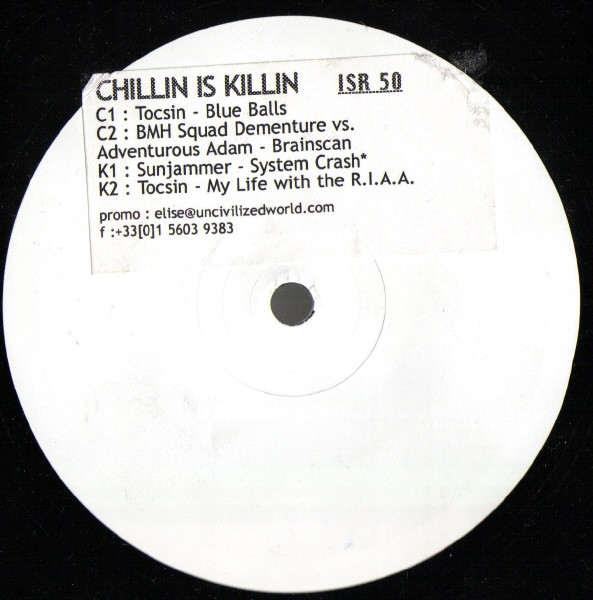 CHILLIN IS KILLIN ISR 50
C1 : Tocsin - Blue Balls
C2 : BMH Squad Dementure vs.
Adventurous Adam - Brainscan
K1 : Sunjammer - System Crash*
K2 : Tocsin - My Life with the R.I.A.A.
promo : elise@uncivilizedworld.com
f :+33[0]1 5603 9383